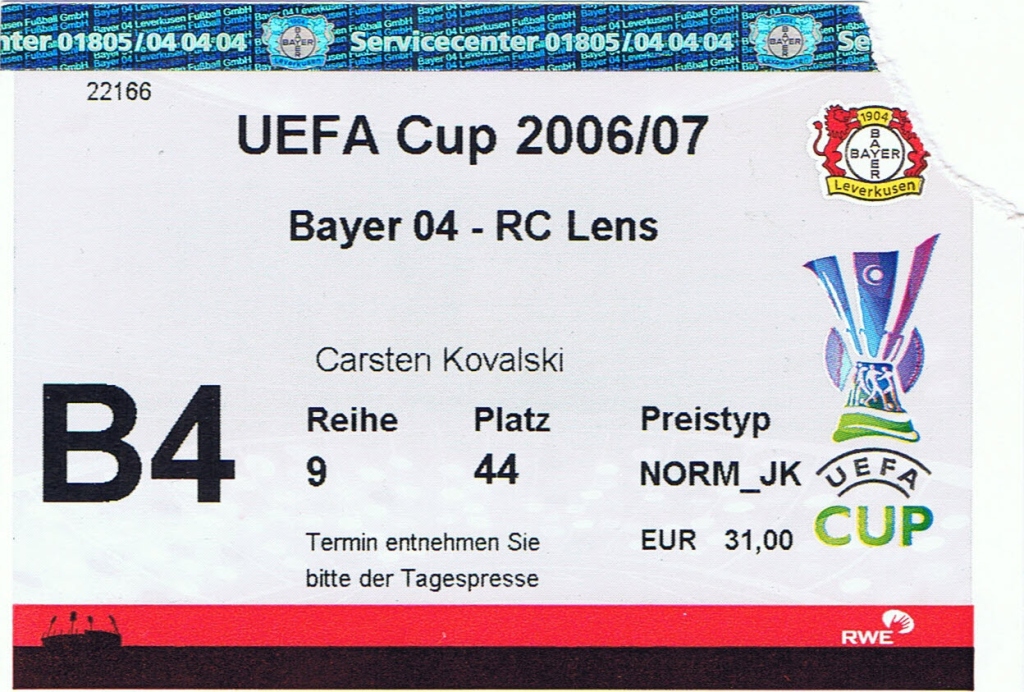 nter 01805/04 04 04 Servicecenter 01805/04 04 04 Se
22166
UEFA Cup 2006/07
1904
BAYER
BAYER
Leverkusen
Bayer 04 - RC Lens
Carsten Kovalski
B4
Reihe Platz Preistyp
9 44 NORM_JK
UEFA
CUP
Termin entnehmen Sie
bitte der Tagespresse
EUR 31,00
RWE